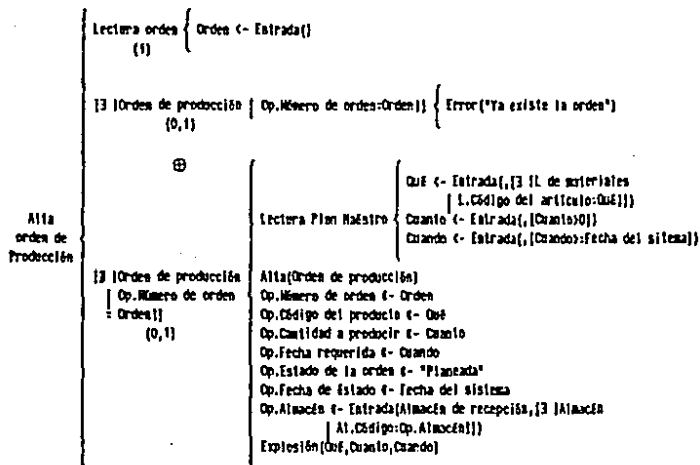 Lectura orden { Orden <- Entrada()
(1)
[∃ |Orden de producción | Op.Número de orden=Orden|] { Error("Ya existe la orden")
(0,1)
⊕
Alta orden de Producción
[∃ |Orden de producción
| Op.Número de orden
= Orden|]
(0,1)
Lectura Plan Maestro
Qué <- Entrada(,[∃ |L de materiales
| L.Código del artículo=Qué|])
Cuanto <- Entrada(,[Cuanto>0])
Cuando <- Entrada(,[Cuando>=Fecha del sitema])
Alta(Orden de producción)
Op.Número de orden <- Orden
Op.Código del producto <- Qué
Op.Cantidad a producir <- Cuanto
Op.Fecha requerida <- Cuando
Op.Estado de la orden <- "Planeada"
Op.Fecha de Estado <- Fecha del sistema
Op.Almacén <- Entrada(Almacén de recepción,[∃ |Almacén
| Al.Código=Op.Almacén|])
Explosión(Qué,Cuanto,Cuando)